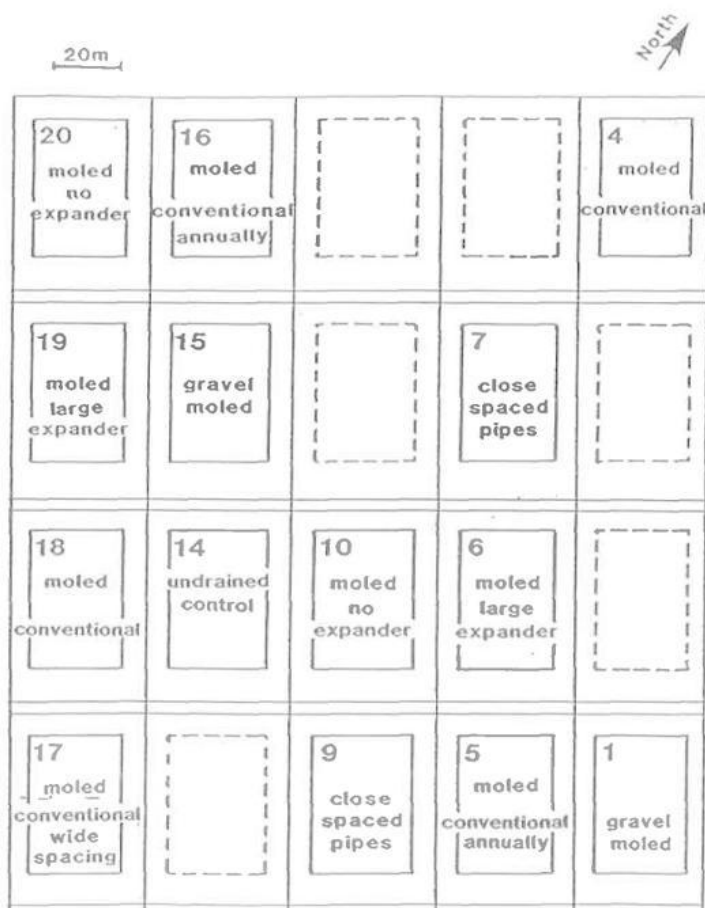 20m
North
20
moled
no
expander
16
moled
conventional
annually
4
moled
conventional
19
moled
large
expander
15
gravel
moled
7
close
spaced
pipes
18
moled
conventional
14
undrained
control
10
moled
no
expander
6
moled
large
expander
17
moled
conventional
wide
spacing
9
close
spaced
pipes
5
moled
conventional
annually
1
gravel
moled